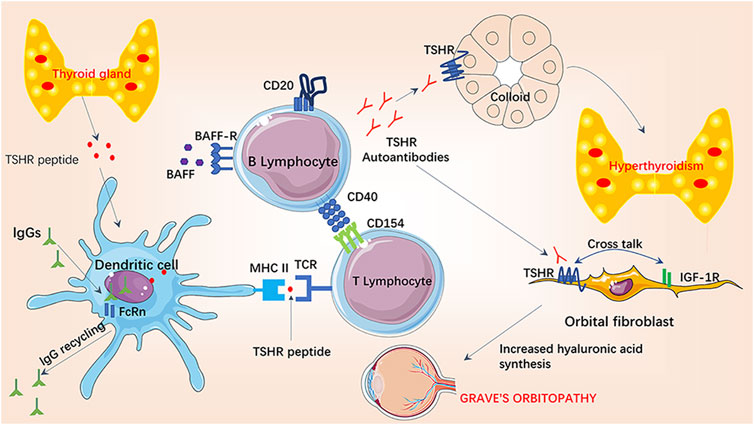 Thyroid gland
TSHR peptide
IgGs
Dendritic cell
FcRn
IgG recycling
CD20
BAFF-R
BAFF
B Lymphocyte
CD40
CD154
MHC II
TCR
T Lymphocyte
TSHR peptide
TSHR
Colloid
TSHR
Autoantibodies
Hyperthyroidism
Cross talk
TSHR
IGF-1R
Orbital fibroblast
Increased hyaluronic acid
synthesis
GRAVE'S ORBITOPATHY